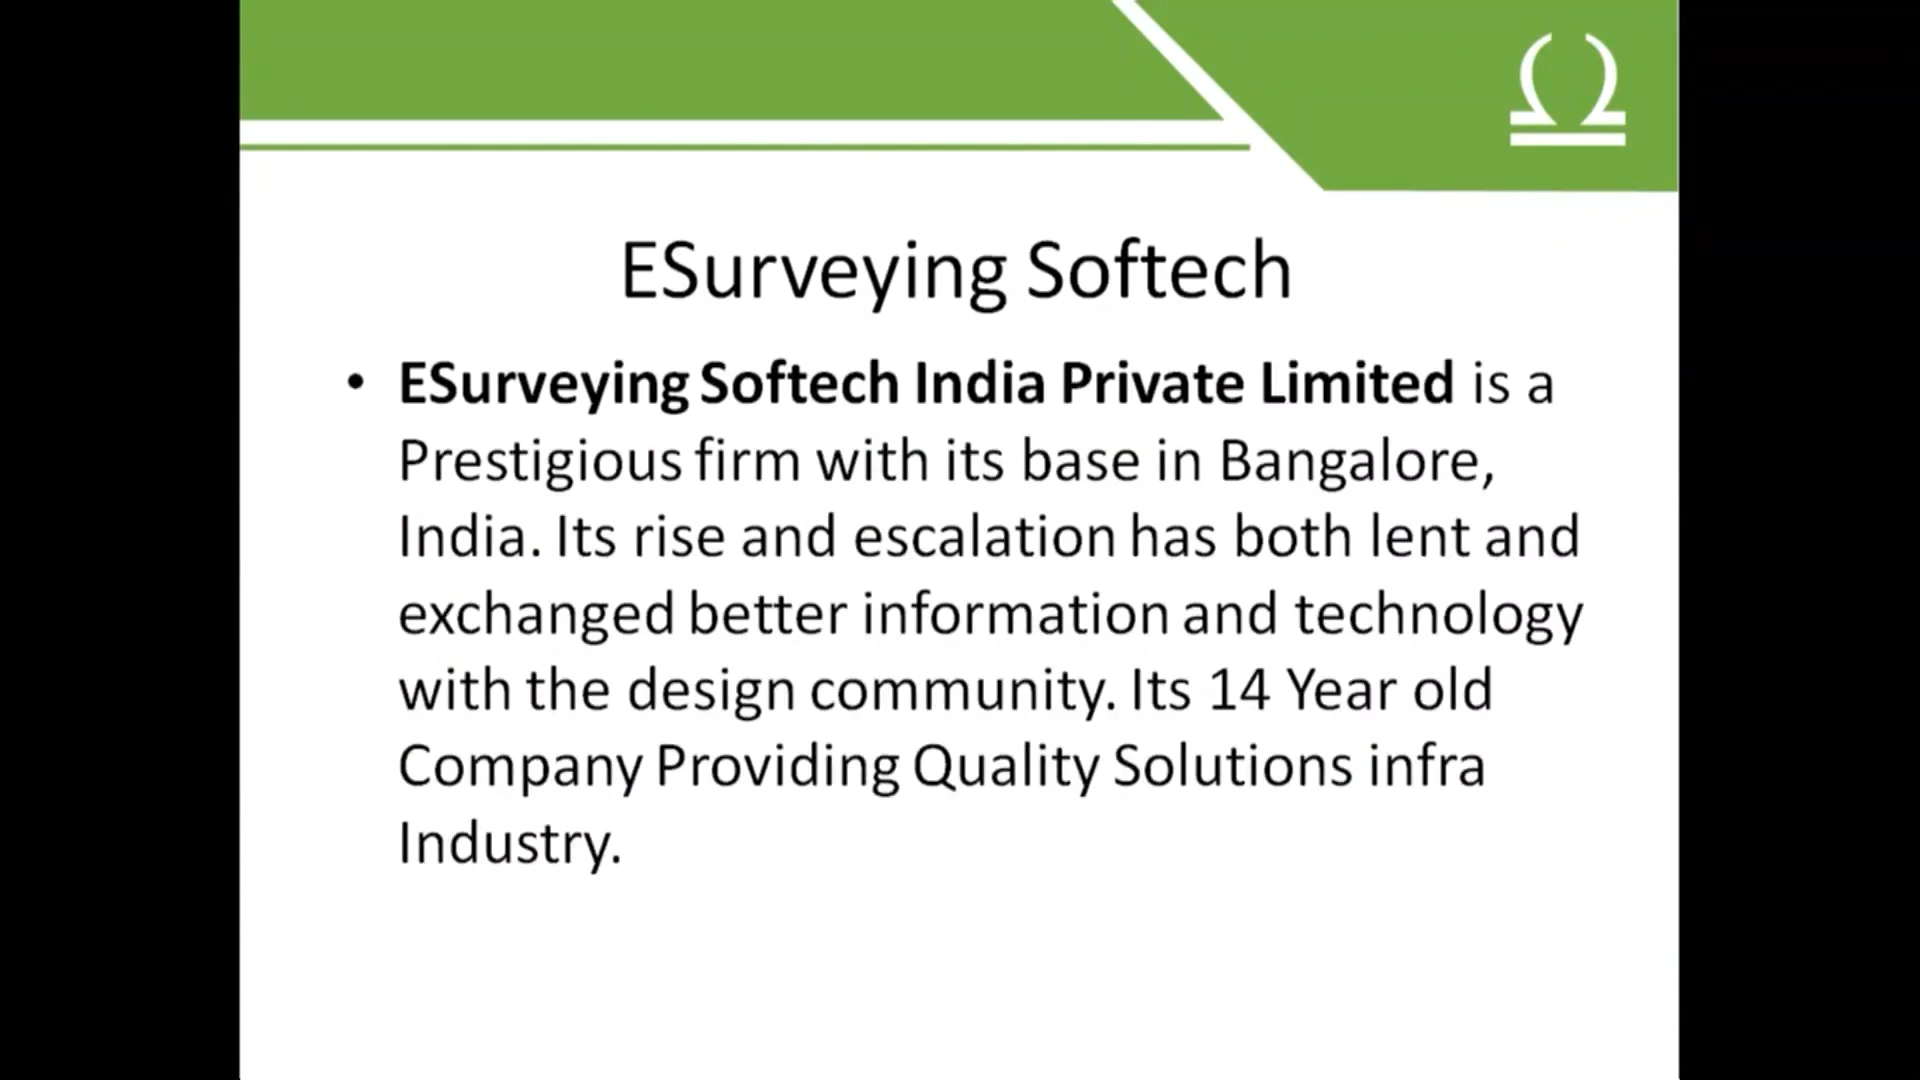 ESurveying Softech
• ESurveying Softech India Private Limited is a
Prestigious firm with its base in Bangalore,
India. Its rise and escalation has both lent and
exchanged better information and technology
with the design community. Its 14 Year old
Company Providing Quality Solutions infra
Industry.